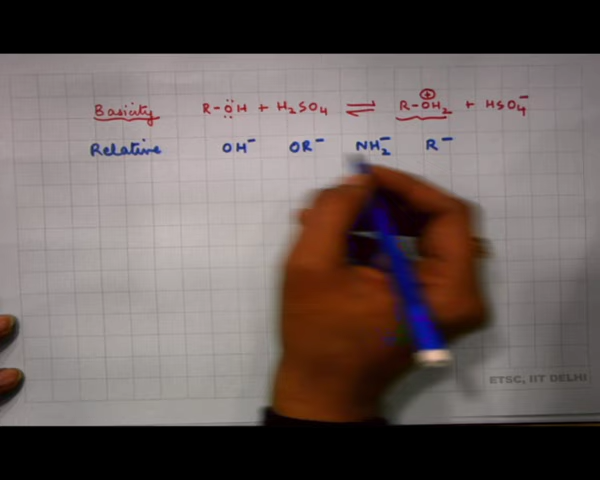 Basicity R-ÖH + H₂SO₄ ⇌ R-OH₂⊕ + HSO₄⁻
Relative OH⁻ OR⁻ NH₂⁻ R⁻
ETSC, IIT DELHI